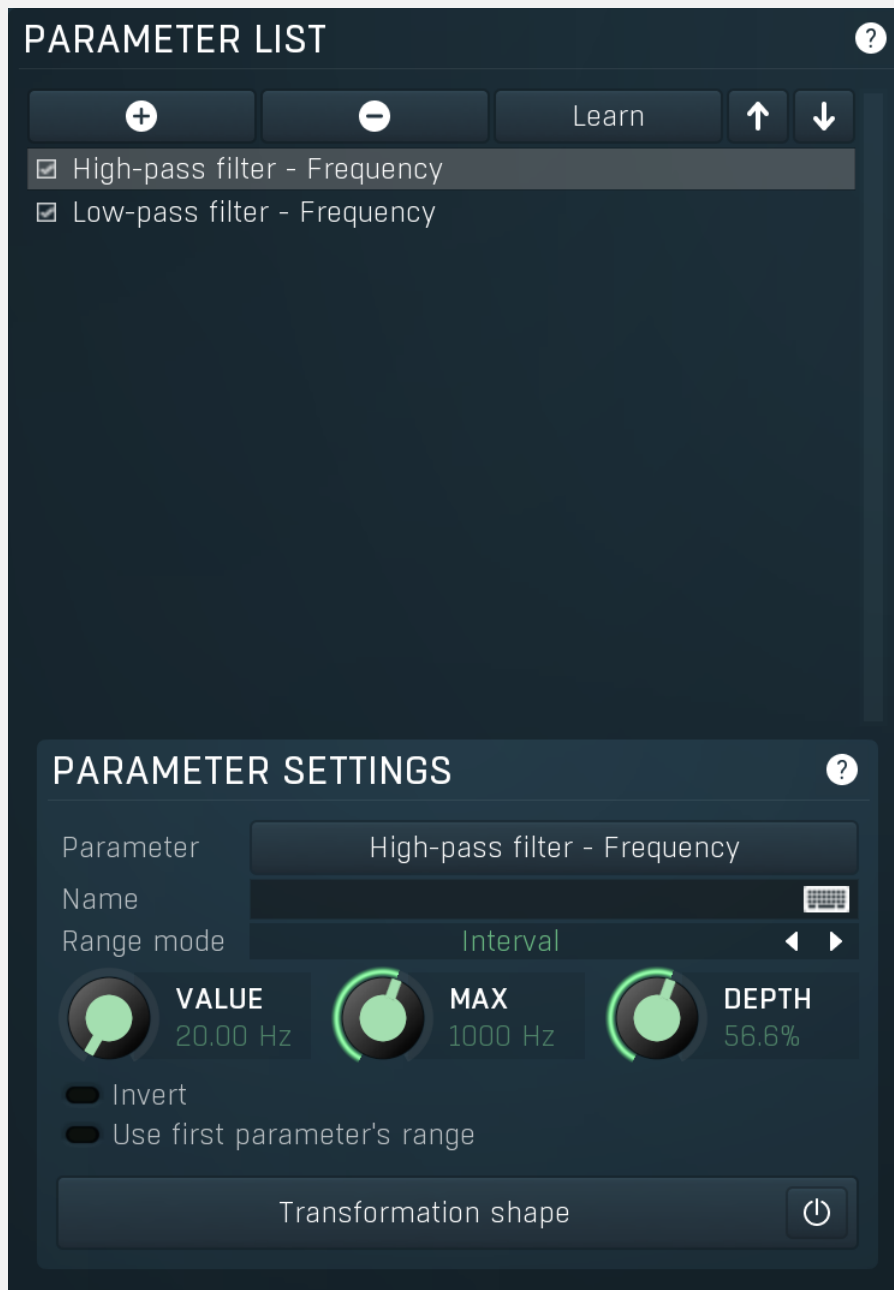 PARAMETER LIST ?
Learn
High-pass filter - Frequency
Low-pass filter - Frequency
PARAMETER SETTINGS ?
Parameter High-pass filter - Frequency
Name
Range mode Interval
VALUE MAX DEPTH
20.00 Hz 1000 Hz 56.6%
Invert
Use first parameter's range
Transformation shape